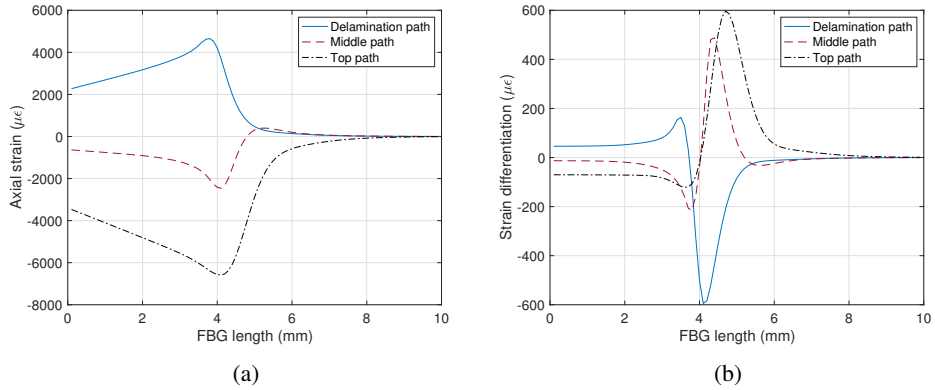 8000
6000
4000
2000
0
-2000
-4000
-6000
-8000
Axial strain (με)
0 2 4 6 8 10
FBG length (mm)
Delamination path
Middle path
Top path
(a)
600
400
200
0
-200
-400
-600
Strain differentiation (με)
0 2 4 6 8 10
FBG length (mm)
Delamination path
Middle path
Top path
(b)